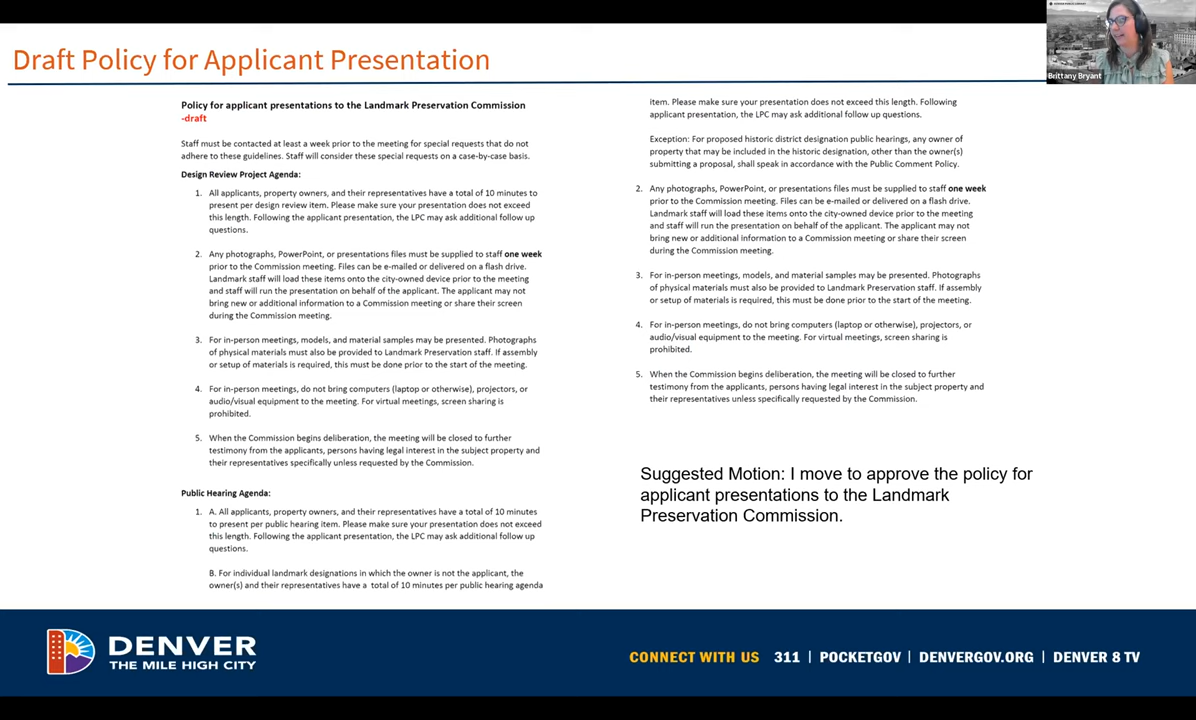 Draft Policy for Applicant Presentation
Brittany Bryant
Policy for applicant presentations to the Landmark Preservation Commission
-draft
Staff must be contacted at least a week prior to the meeting for special requests that do not
adhere to these guidelines. Staff will consider these special requests on a case-by-case basis.
Design Review Project Agenda:
1. All applicants, property owners, and their representatives have a total of 10 minutes to
present per design review item. Please make sure your presentation does not exceed
this length. Following the applicant presentation, the LPC may ask additional follow up
questions.
2. Any photographs, PowerPoint, or presentations files must be supplied to staff one week
prior to the Commission meeting. Files can be e-mailed or delivered on a flash drive.
Landmark staff will load these items onto the city-owned device prior to the meeting
and staff will run the presentation on behalf of the applicant. The applicant may not
bring new or additional information to a Commission meeting or share their screen
during the Commission meeting.
3. For in-person meetings, models, and material samples may be presented. Photographs
of physical materials must also be provided to Landmark Preservation staff. If assembly
or setup of materials is required, this must be done prior to the start of the meeting.
4. For in-person meetings, do not bring computers (laptop or otherwise), projectors, or
audio/visual equipment to the meeting. For virtual meetings, screen sharing is
prohibited.
5. When the Commission begins deliberation, the meeting will be closed to further
testimony from the applicants, persons having legal interest in the subject property and
their representatives specifically unless requested by the Commission.
Public Hearing Agenda:
1. A. All applicants, property owners, and their representatives have a total of 10 minutes
to present per public hearing item. Please make sure your presentation does not exceed
this length. Following the applicant presentation, the LPC may ask additional follow up
questions.
B. For individual landmark designations in which the owner is not the applicant, the
owner(s) and their representatives have a total of 10 minutes per public hearing agenda
item. Please make sure your presentation does not exceed this length. Following
applicant presentation, the LPC may ask additional follow up questions.
Exception: For proposed historic district designation public hearings, any owner of
property that may be included in the historic designation, other than the owner(s)
submitting a proposal, shall speak in accordance with the Public Comment Policy.
2. Any photographs, PowerPoint, or presentations files must be supplied to staff one week
prior to the Commission meeting. Files can be e-mailed or delivered on a flash drive.
Landmark staff will load these items onto the city-owned device prior to the meeting
and staff will run the presentation on behalf of the applicant. The applicant may not
bring new or additional information to a Commission meeting or share their screen
during the Commission meeting.
3. For in-person meetings, models, and material samples may be presented. Photographs
of physical materials must also be provided to Landmark Preservation staff. If assembly
or setup of materials is required, this must be done prior to the start of the meeting.
4. For in-person meetings, do not bring computers (laptop or otherwise), projectors, or
audio/visual equipment to the meeting. For virtual meetings, screen sharing is
prohibited.
5. When the Commission begins deliberation, the meeting will be closed to further
testimony from the applicants, persons having legal interest in the subject property and
their representatives unless specifically requested by the Commission.
Suggested Motion: I move to approve the policy for
applicant presentations to the Landmark
Preservation Commission.
DENVER
THE MILE HIGH CITY
CONNECT WITH US 311 | POCKETGOV | DENVERGOV.ORG | DENVER 8 TV